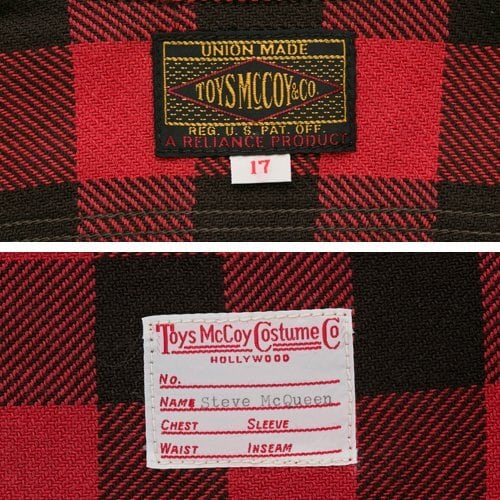 UNION MADE
TOYS McCOY & CO.
REG. U.S. PAT. OFF.
A RELIANCE PRODUCT
17
Toys McCoy Costume Co
HOLLYWOOD
No.
NAME Steve McQueen
CHEST SLEEVE
WAIST INSEAM